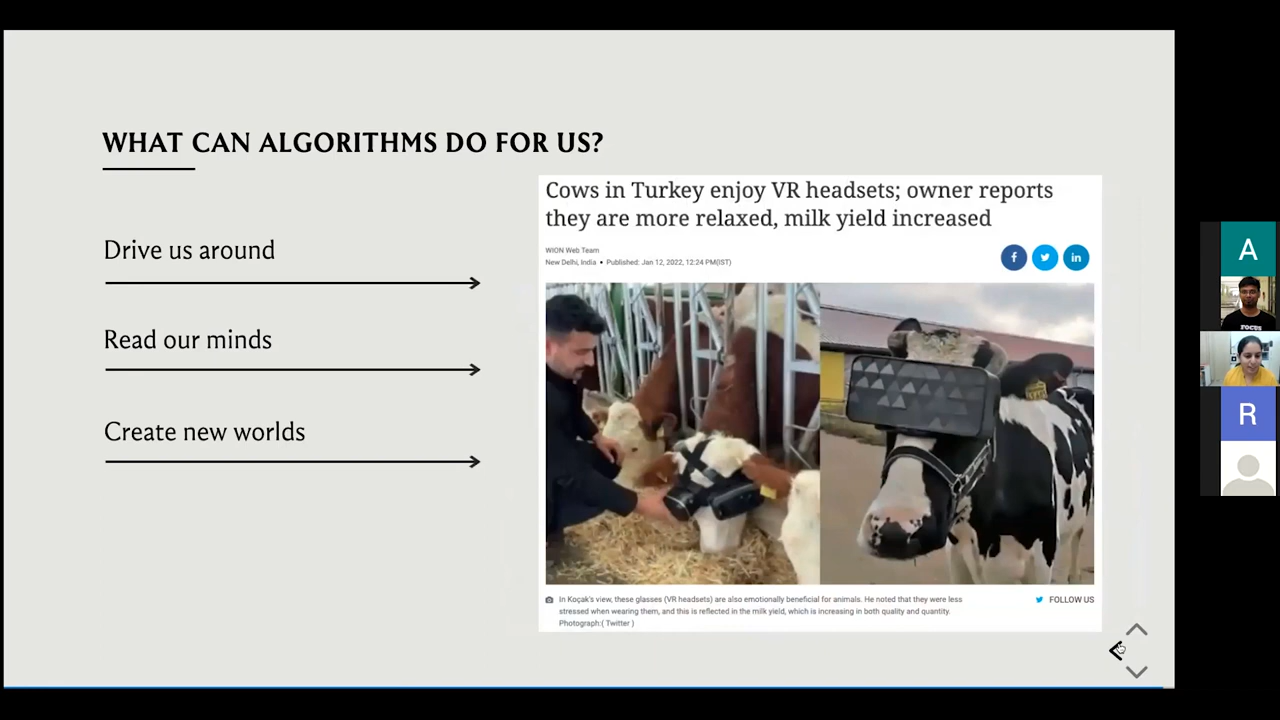 WHAT CAN ALGORITHMS DO FOR US?
Drive us around
Read our minds
Create new worlds
Cows in Turkey enjoy VR headsets; owner reports
they are more relaxed, milk yield increased
WION Web Team
New Delhi, India • Published: Jan 12, 2022, 12:24 PM(IST)
In Koçak's view, these glasses (VR headsets) are also emotionally beneficial for animals. He noted that they were less
stressed when wearing them, and this is reflected in the milk yield, which is increasing in both quality and quantity.
Photograph:( Twitter )
FOLLOW US
A
FOCUS
R